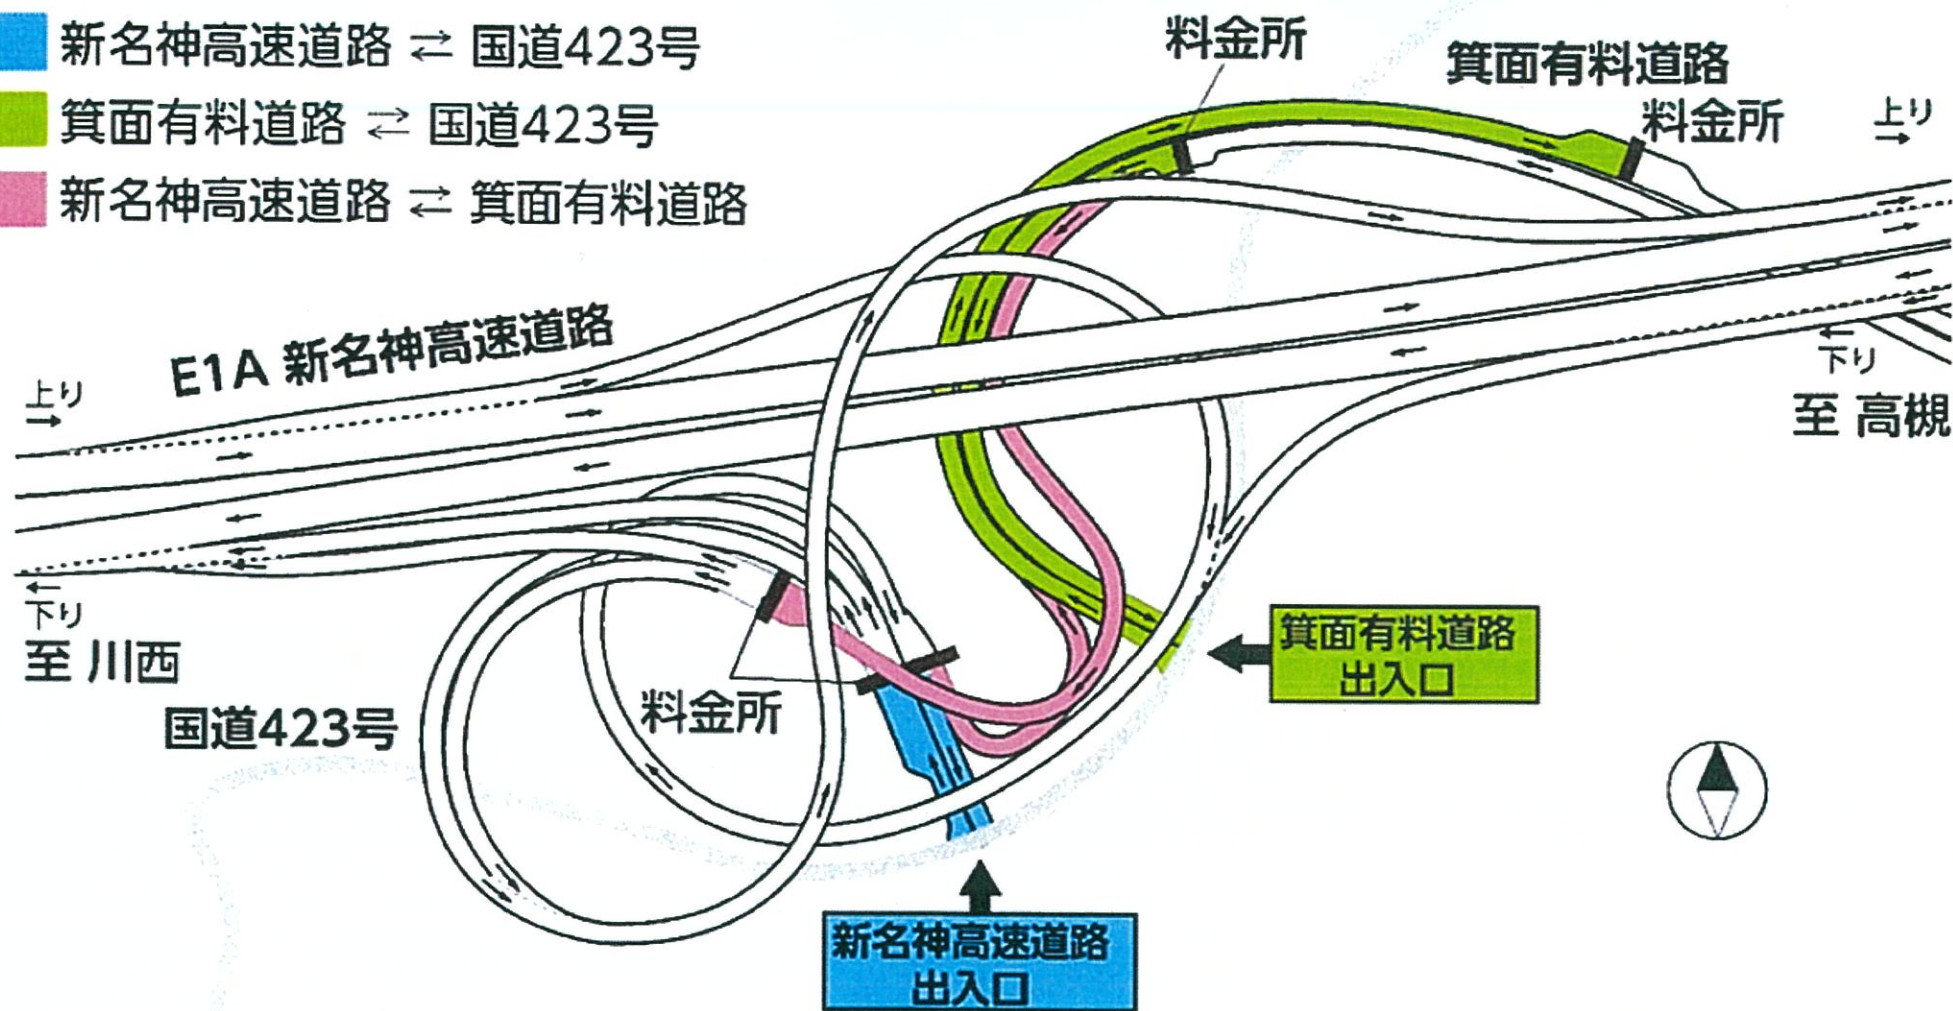 新名神高速道路 ⇄ 国道423号
箕面有料道路 ⇄ 国道423号
新名神高速道路 ⇄ 箕面有料道路
料金所
箕面有料道路
料金所
上り
→
E1A 新名神高速道路
上り
→
←
下り
至 高槻
←
下り
至 川西
国道423号
料金所
箕面有料道路
出入口
新名神高速道路
出入口